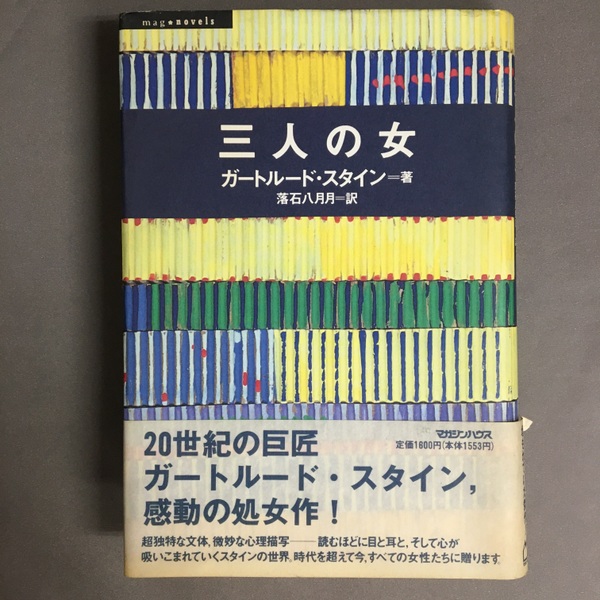 mag★novels
三人の女
ガートルード・スタイン=著
落石八月月=訳
マガジンハウス
定価1600円(本体1553円)
20世紀の巨匠
ガートルード・スタイン,
感動の処女作!
超独特な文体,微妙な心理描写――読むほどに目と耳と,そして心が
吸いこまれていくスタインの世界。時代を超えて今,すべての女性たちに贈ります。